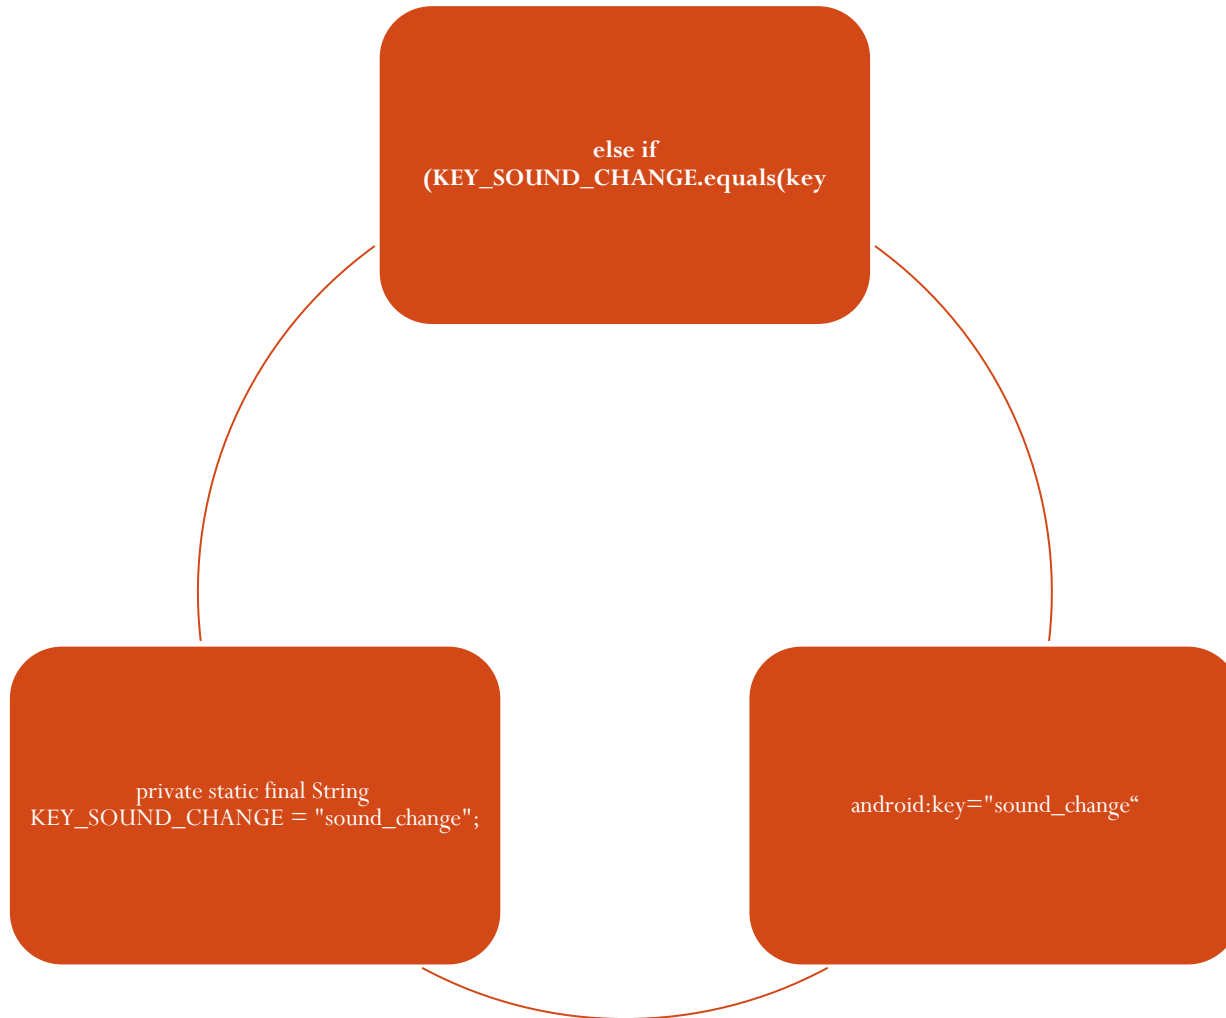 else if
(KEY_SOUND_CHANGE.equals(key
private static final String
KEY_SOUND_CHANGE = "sound_change";
android:key="sound_change“